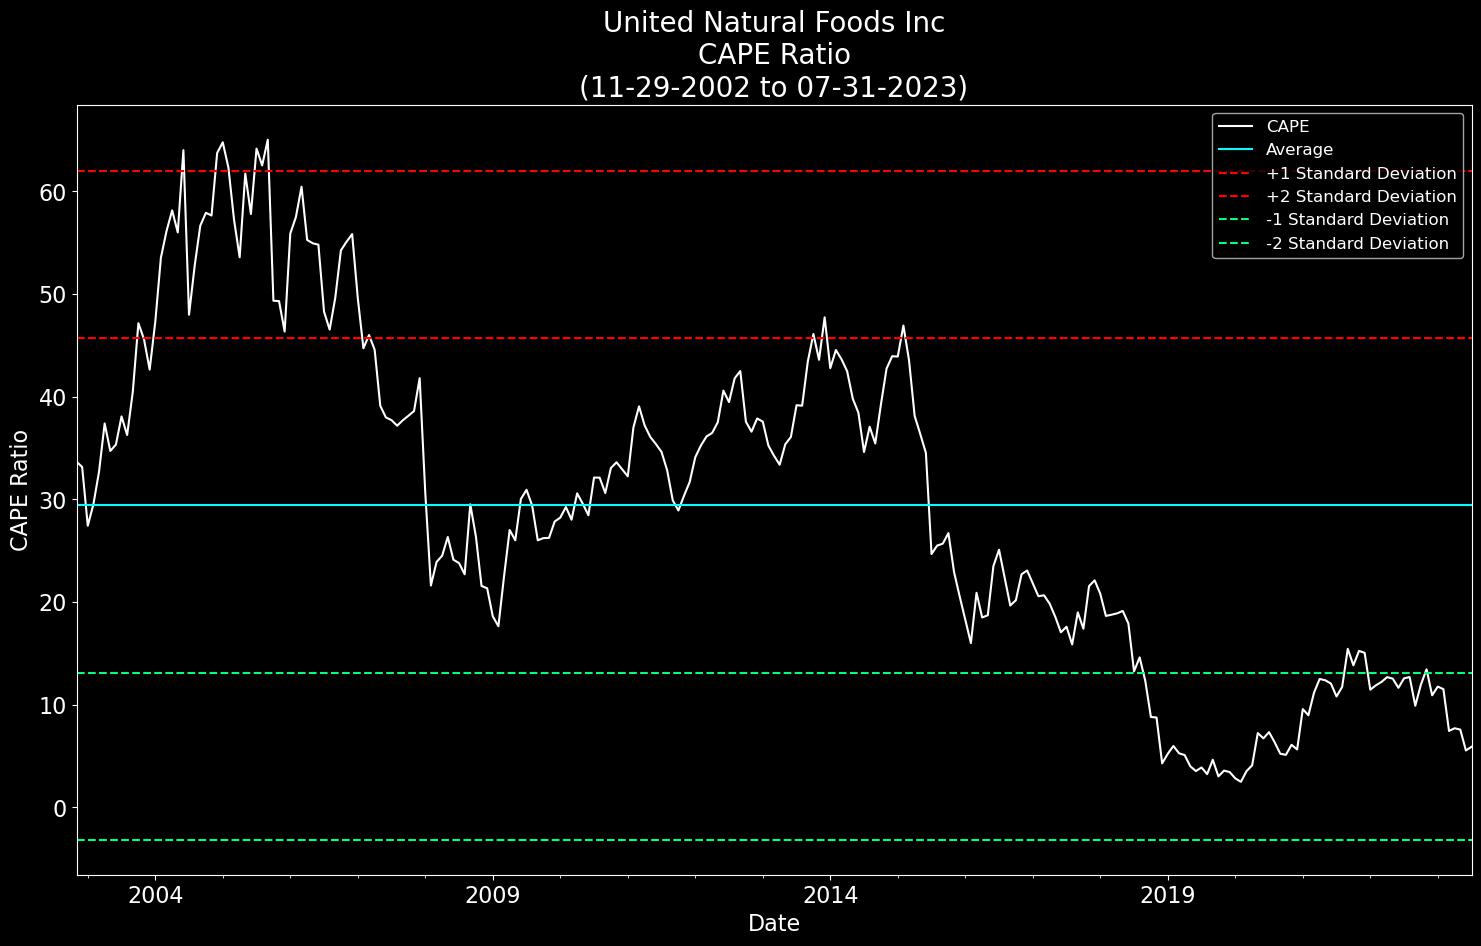 United Natural Foods Inc
CAPE Ratio
(11-29-2002 to 07-31-2023)
CAPE
Average
+1 Standard Deviation
+2 Standard Deviation
-1 Standard Deviation
-2 Standard Deviation
60
50
40
30
20
10
0
CAPE Ratio
2004 2009 2014 2019
Date